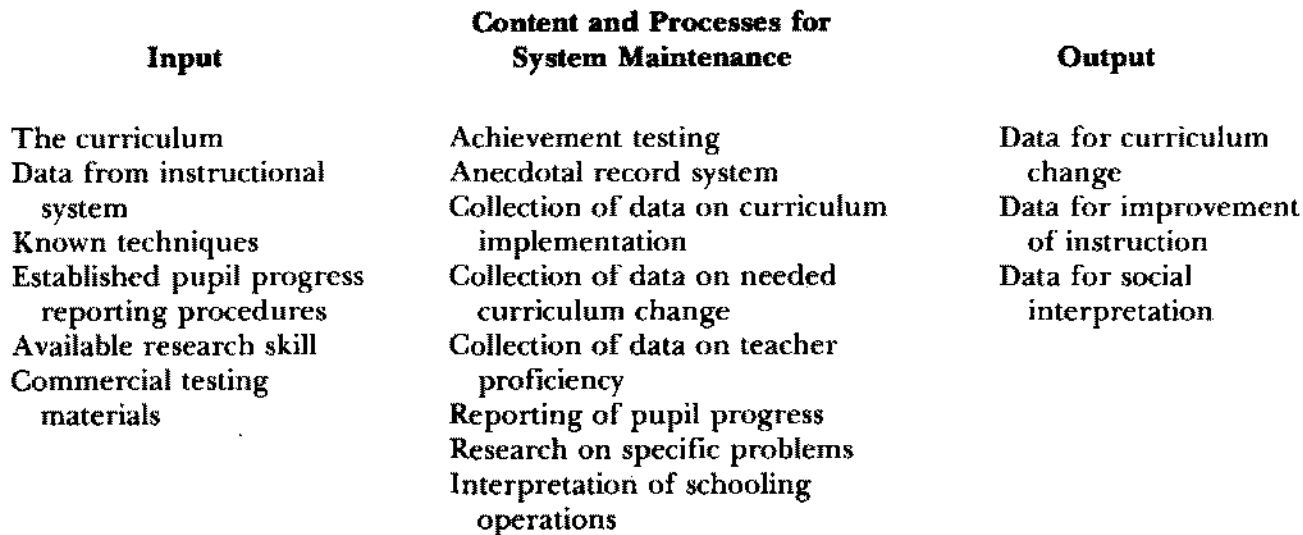 Input
The curriculum
Data from instructional
system
Known techniques
Established pupil progress
reporting procedures
Available research skill
Commercial testing
materials
Content and Processes for
System Maintenance
Achievement testing
Anecdotal record system
Collection of data on curriculum
implementation
Collection of data on needed
curriculum change
Collection of data on teacher
proficiency
Reporting of pupil progress
Research on specific problems
Interpretation of schooling
operations
Output
Data for curriculum
change
Data for improvement
of instruction
Data for social
interpretation